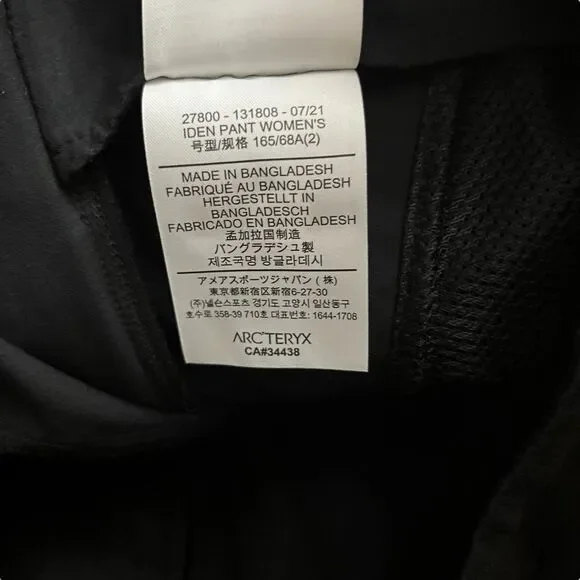 27800 - 131808 - 07/21
IDEN PANT WOMEN'S
号型/规格 165/68A(2)
MADE IN BANGLADESH
FABRIQUÉ AU BANGLADESH
HERGESTELLT IN
BANGLADESCH
FABRICADO EN BANGLADESH
孟加拉国制造
バングラデシュ製
제조국명 방글라데시
アメアスポーツジャパン(株)
東京都新宿区新宿6-27-30
(주)넬슨스포츠 경기도 고양시 일산동구
호수로 358-39 710호 대표번호: 1644-1708
ARC'TERYX
CA#34438